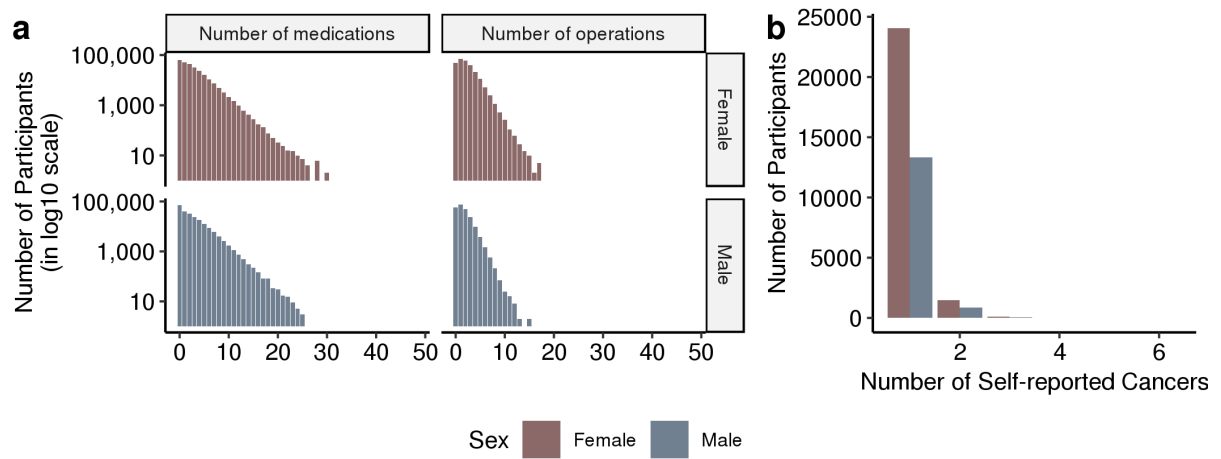 a
Number of medications
Number of operations
Number of Participants
(in log10 scale)
100,000
1,000
10
Female
100,000
1,000
10
Male
0 10 20 30 40 50
0 10 20 30 40 50
b
Number of Participants
25000
20000
15000
10000
5000
0
2 4 6
Number of Self-reported Cancers
Sex Female Male